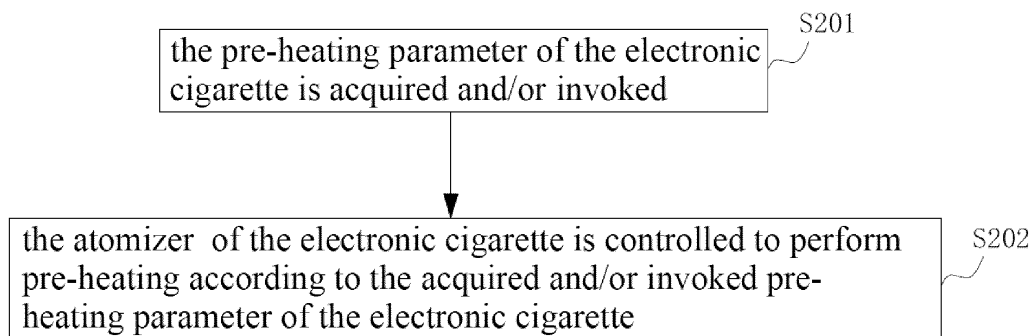 S201
the pre-heating parameter of the electronic
cigarette is acquired and/or invoked
the atomizer of the electronic cigarette is controlled to perform
S202
pre-heating according to the acquired and/or invoked pre-
heating parameter of the electronic cigarette